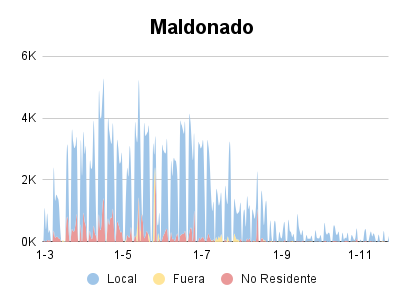 Maldonado
6K
4K
2K
0K
1-3 1-5 1-7 1-9 1-11
Local Fuera No Residente